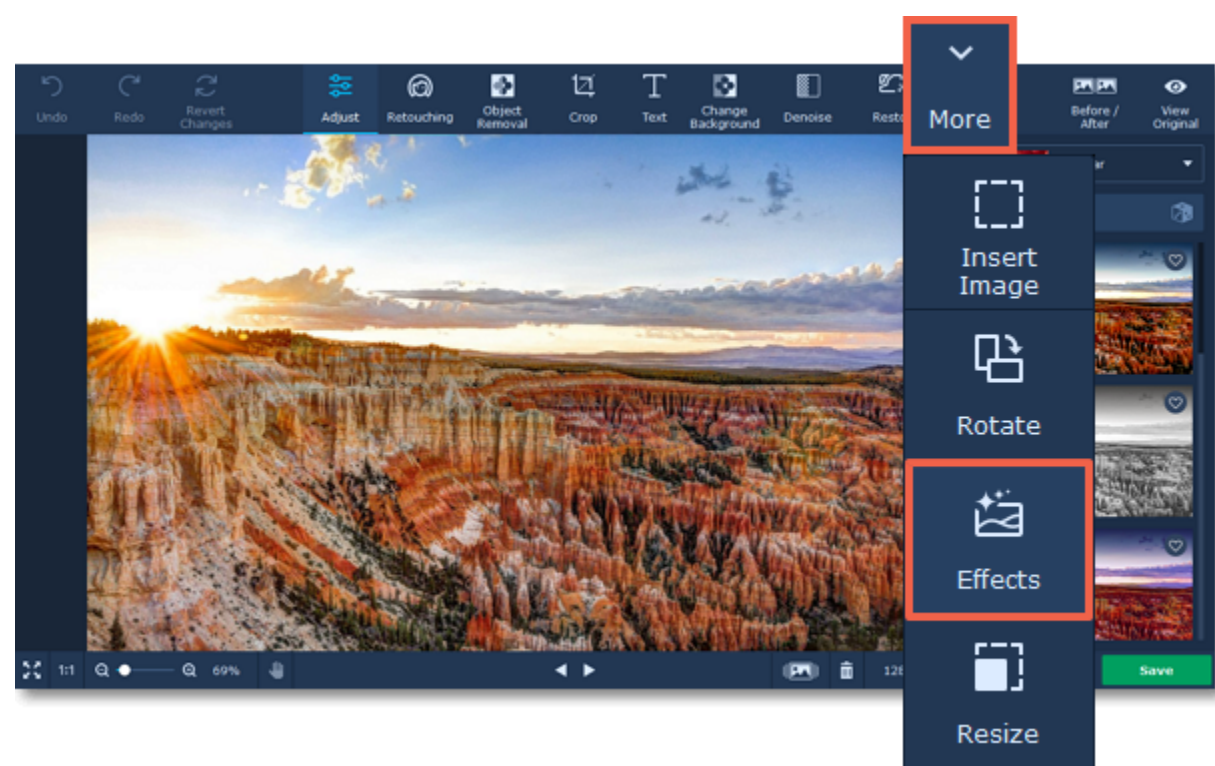 Undo
Redo
Revert
Changes
Adjust
Retouching
Object
Removal
Crop
Text
Change
Background
Denoise
More
Before /
After
View
Original
Insert
Image
Rotate
Effects
Resize
1:1
69%
Save